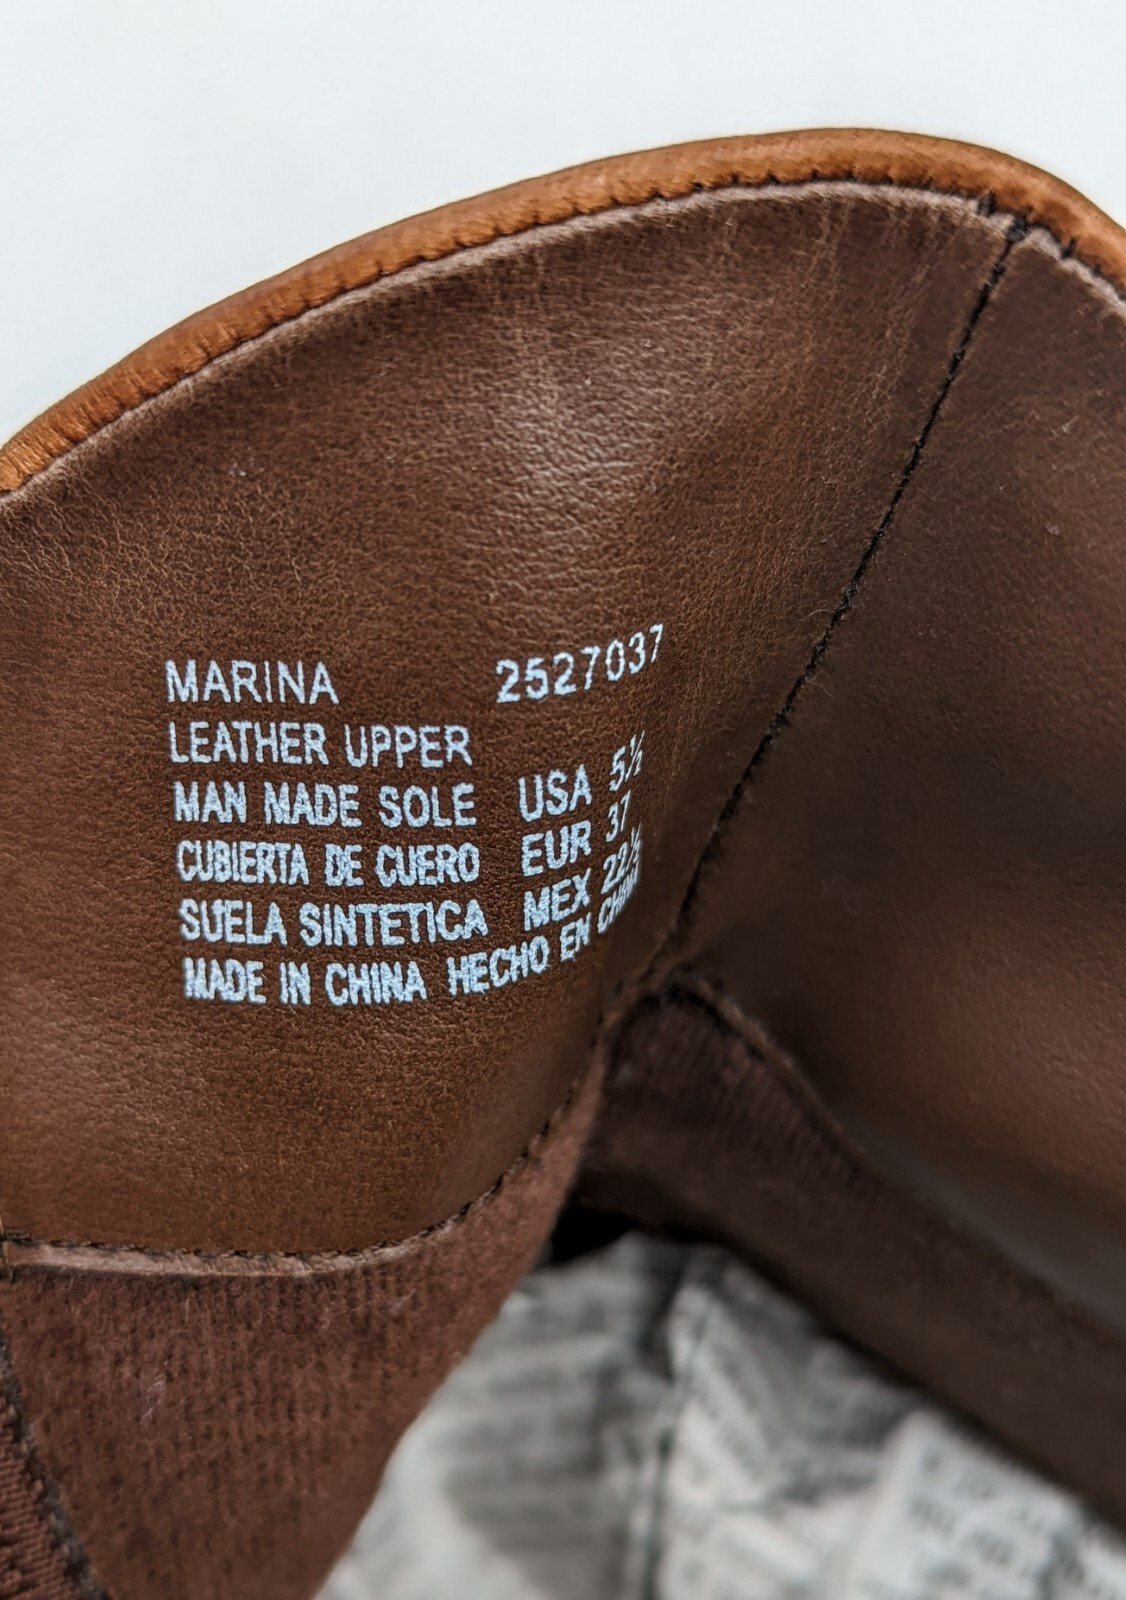 MARINA 2527037
LEATHER UPPER
MAN MADE SOLE USA 5½
CUBIERTA DE CUERO EUR 37
SUELA SINTETICA MEX 22½
MADE IN CHINA HECHO EN CHINA